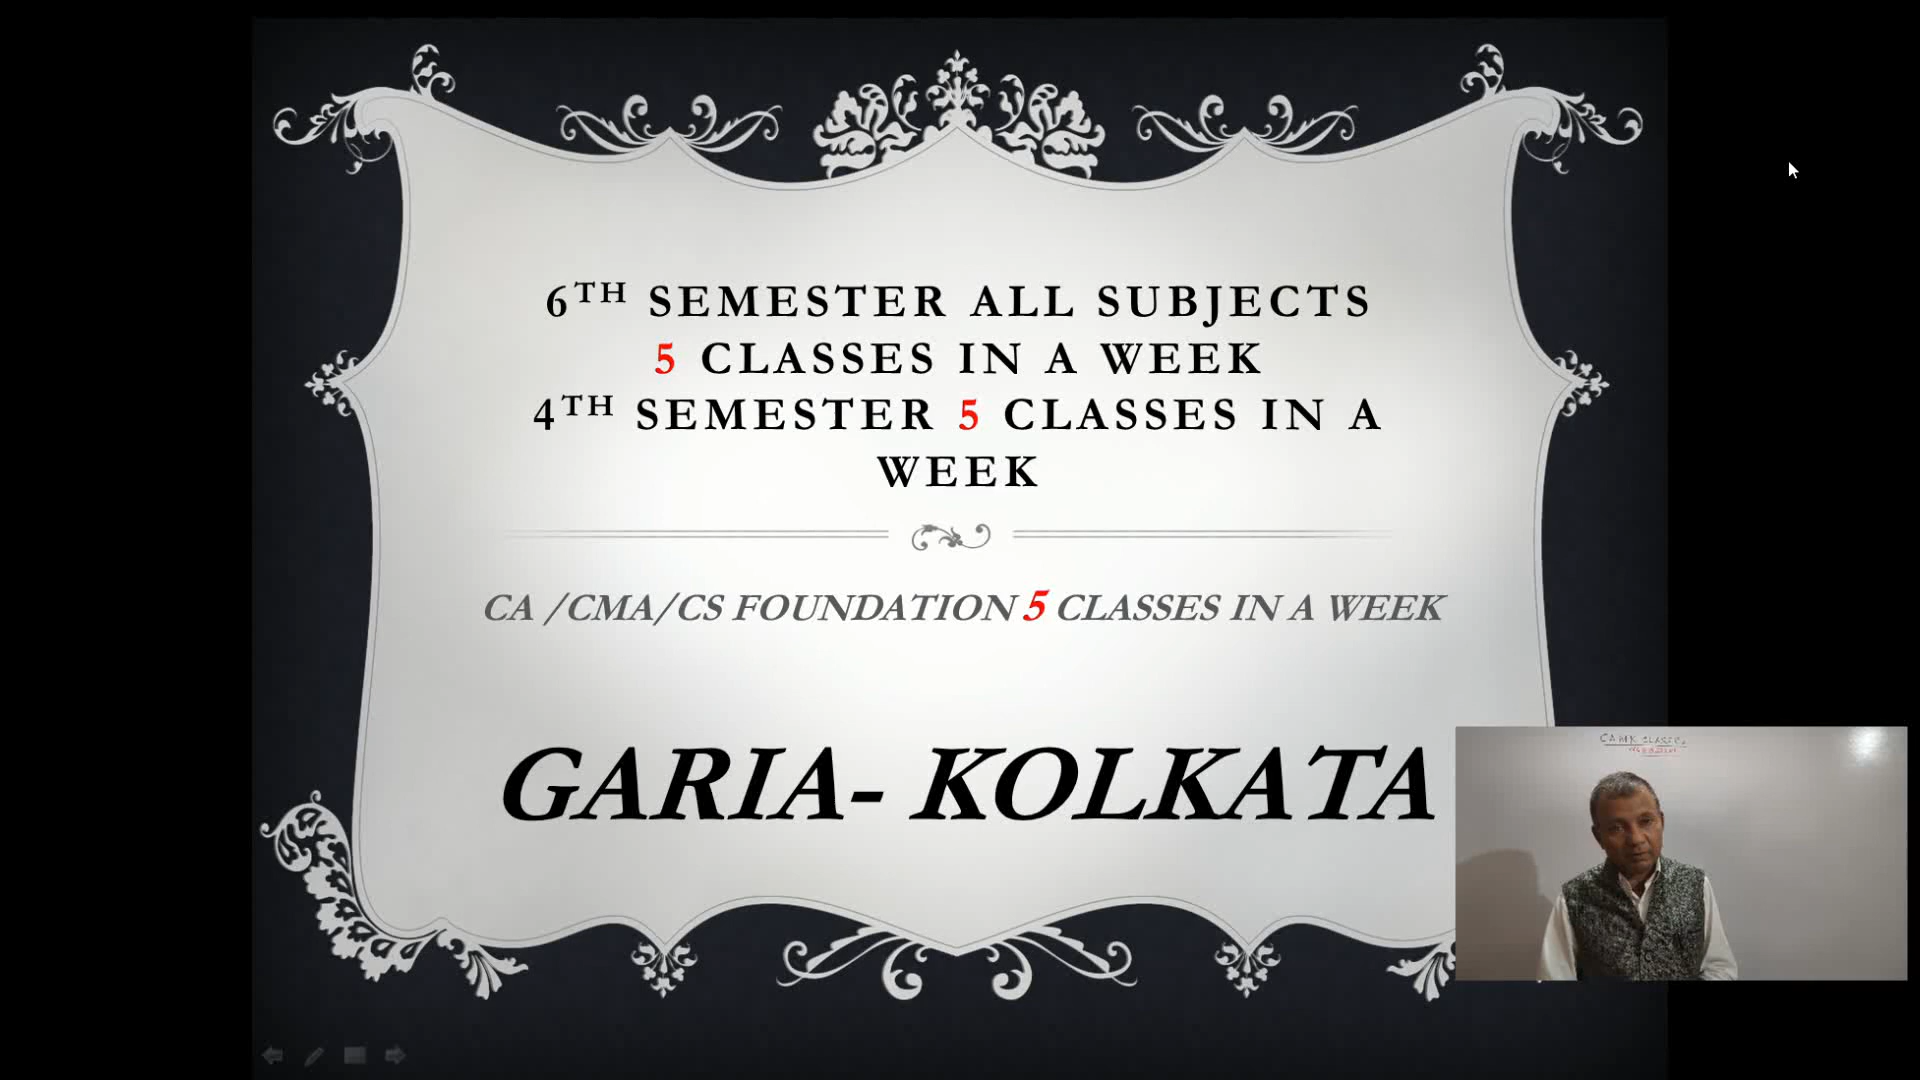 6TH SEMESTER ALL SUBJECTS
5 CLASSES IN A WEEK
4TH SEMESTER 5 CLASSES IN A
WEEK
CA /CMA/CS FOUNDATION 5 CLASSES IN A WEEK
GARIA- KOLKATA